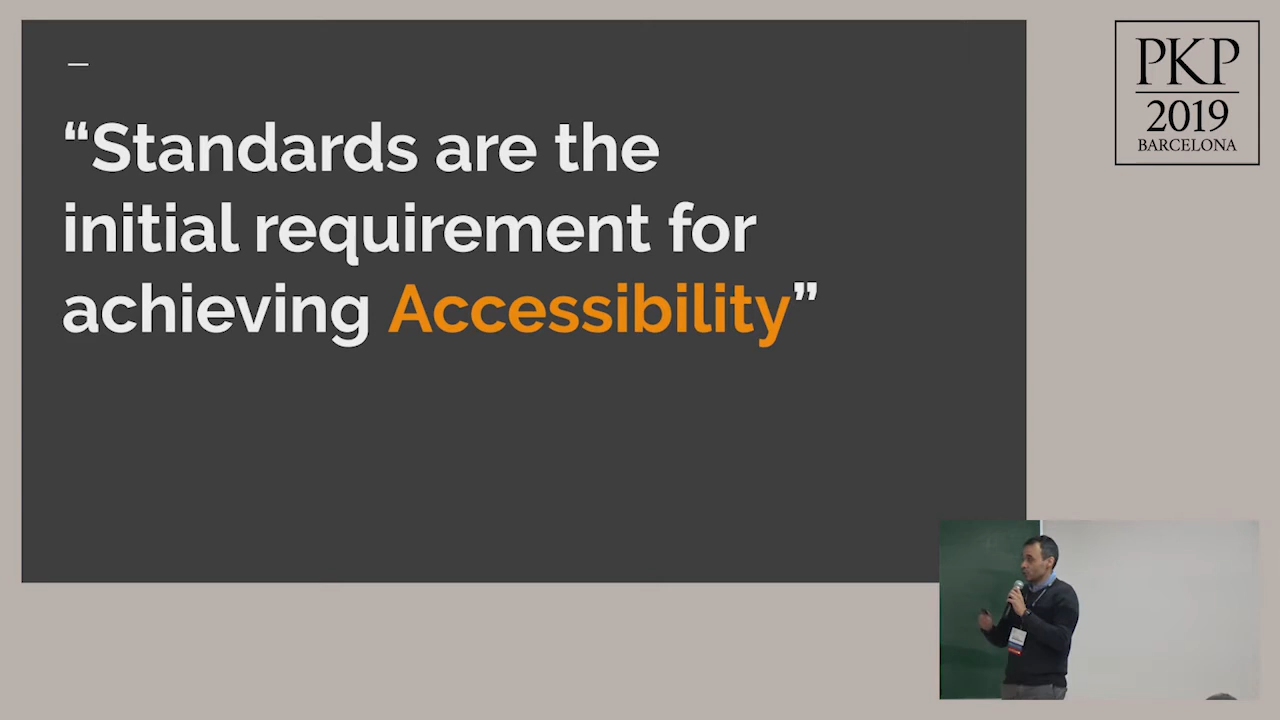 “Standards are the
initial requirement for
achieving Accessibility”
PKP
2019
BARCELONA